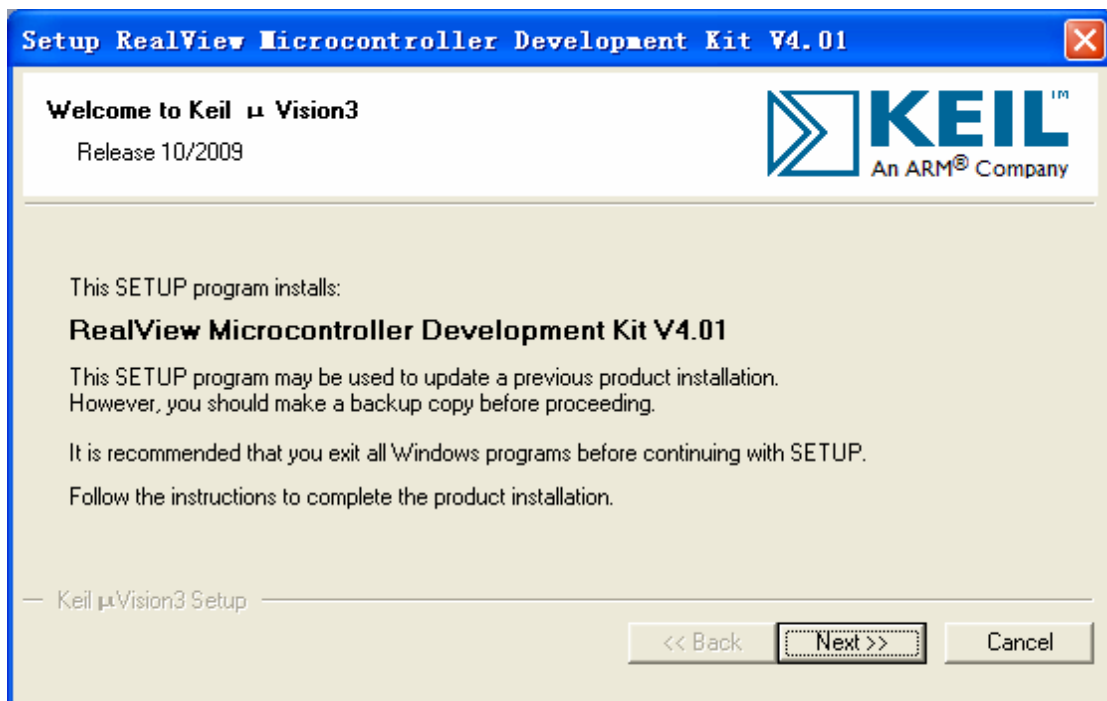 Setup RealView Microcontroller Development Kit V4.01
Welcome to Keil μ Vision3
Release 10/2009
KEIL™
An ARM® Company
This SETUP program installs:
RealView Microcontroller Development Kit V4.01
This SETUP program may be used to update a previous product installation.
However, you should make a backup copy before proceeding.
It is recommended that you exit all Windows programs before continuing with SETUP.
Follow the instructions to complete the product installation.
Keil μVision3 Setup
<< Back
Next >>
Cancel